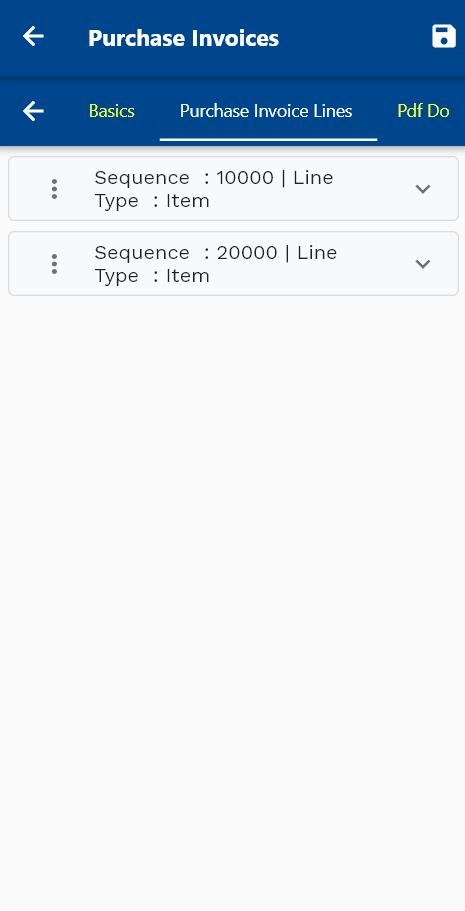 Purchase Invoices
Basics Purchase Invoice Lines Pdf Do
Sequence : 10000 | Line
Type : Item
Sequence : 20000 | Line
Type : Item